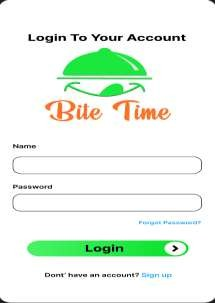 Login To Your Account
Bite Time
Name
Password
Forgot Password?
Login
Dont' have an account? Sign up